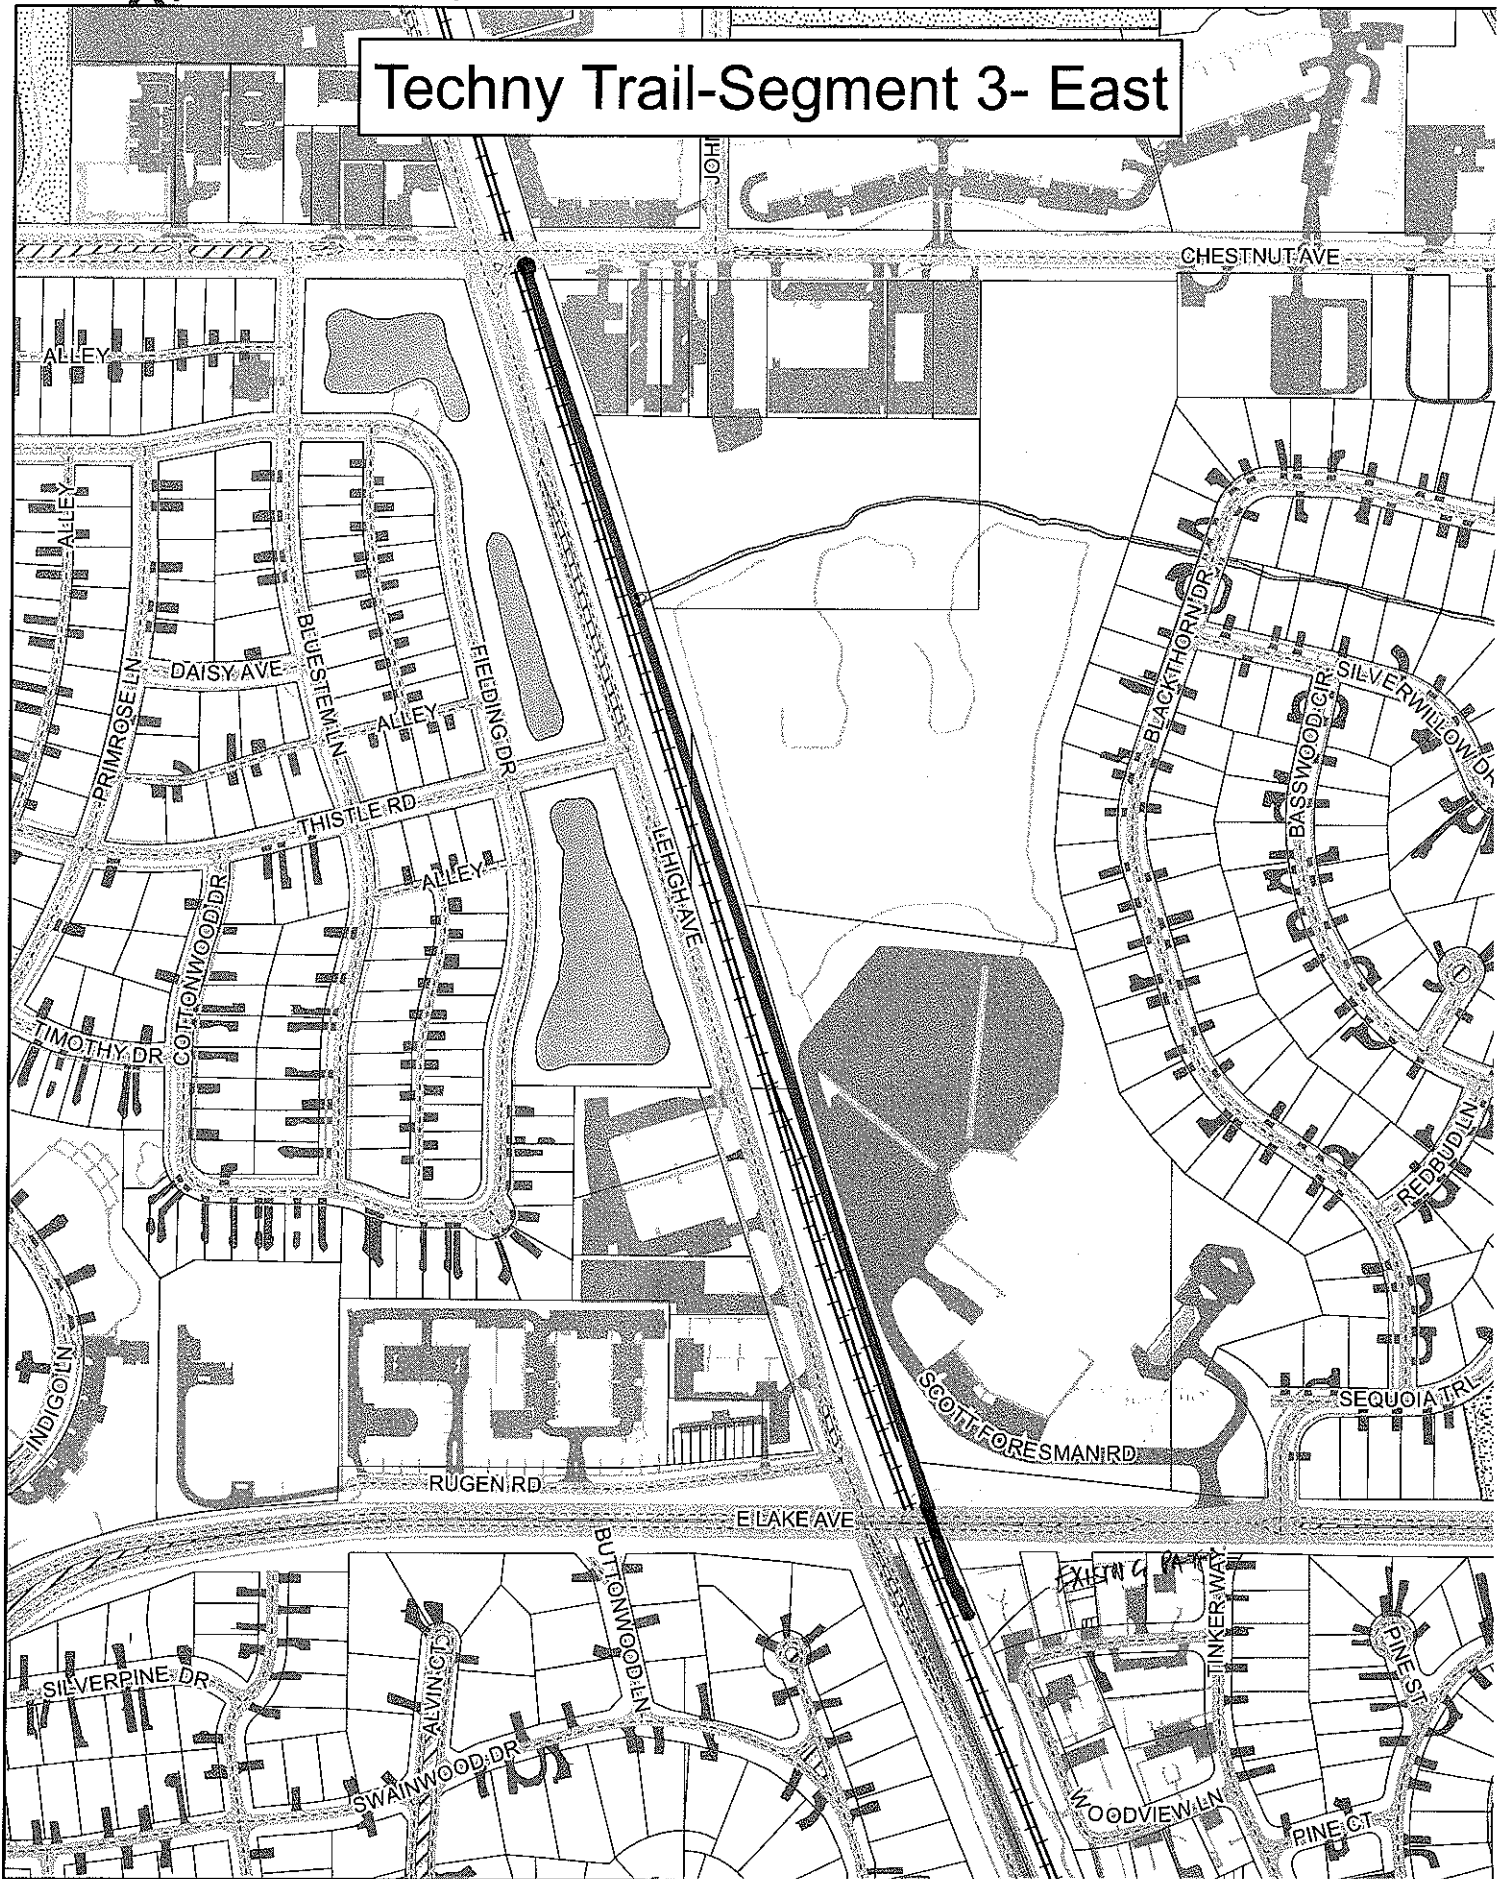 Techny Trail-Segment 3- East
CHESTNUT AVE
ALLEY
ALLEY
BLACKTHORN DR
PRIMROSE LN
DAISY AVE
BLUESTEM LN
FIELDING DR
SILVERWILLOW DR
ALLEY
BASSWOOD CIR
THISTLE RD
LEHIGH AVE
ALLEY
COTTONWOOD DR
TIMOTHY DR
REDBUD LN
INDIGO LN
SCOTT FORESMAN RD
SEQUOIA TRL
RUGEN RD
E LAKE AVE
BUTTONWOOD LN
EXISTING PATH
TINKER WAY
SILVERPINE DR
ALVIN CT
PINE ST
SWAINWOOD DR
WOODVIEW LN
PINE CT